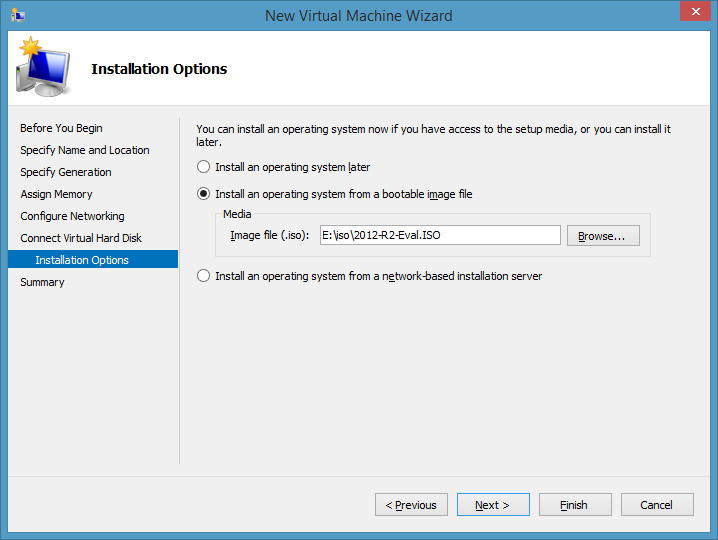 New Virtual Machine Wizard
Installation Options
Before You Begin
Specify Name and Location
Specify Generation
Assign Memory
Configure Networking
Connect Virtual Hard Disk
Installation Options
Summary
You can install an operating system now if you have access to the setup media, or you can install it
later.
Install an operating system later
Install an operating system from a bootable image file
Media
Image file (.iso):
E:\iso\2012-R2-Eval.ISO
Browse...
Install an operating system from a network-based installation server
< Previous
Next >
Finish
Cancel